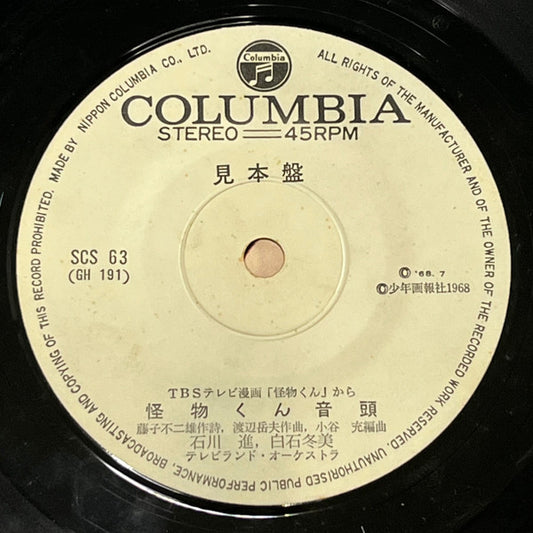 Columbia
COLUMBIA
STEREO 45RPM
見本盤
SCS 63
(GH 191)
Ⓒ '68. 7
Ⓒ少年画報社1968
TBSテレビ漫画『怪物くん』から
怪物くん音頭
藤子不二雄作詩, 渡辺岳夫作曲, 小谷 充編曲
石川 進, 白石冬美
テレビランド・オーケストラ
MADE BY NIPPON COLUMBIA CO., LTD. ALL RIGHTS OF THE MANUFACTURER AND OF THE OWNER OF THE RECORDED WORK RESERVED. UNAUTHORISED PUBLIC PERFORMANCE, BROADCASTING AND COPYING OF THIS RECORD PROHIBITED.